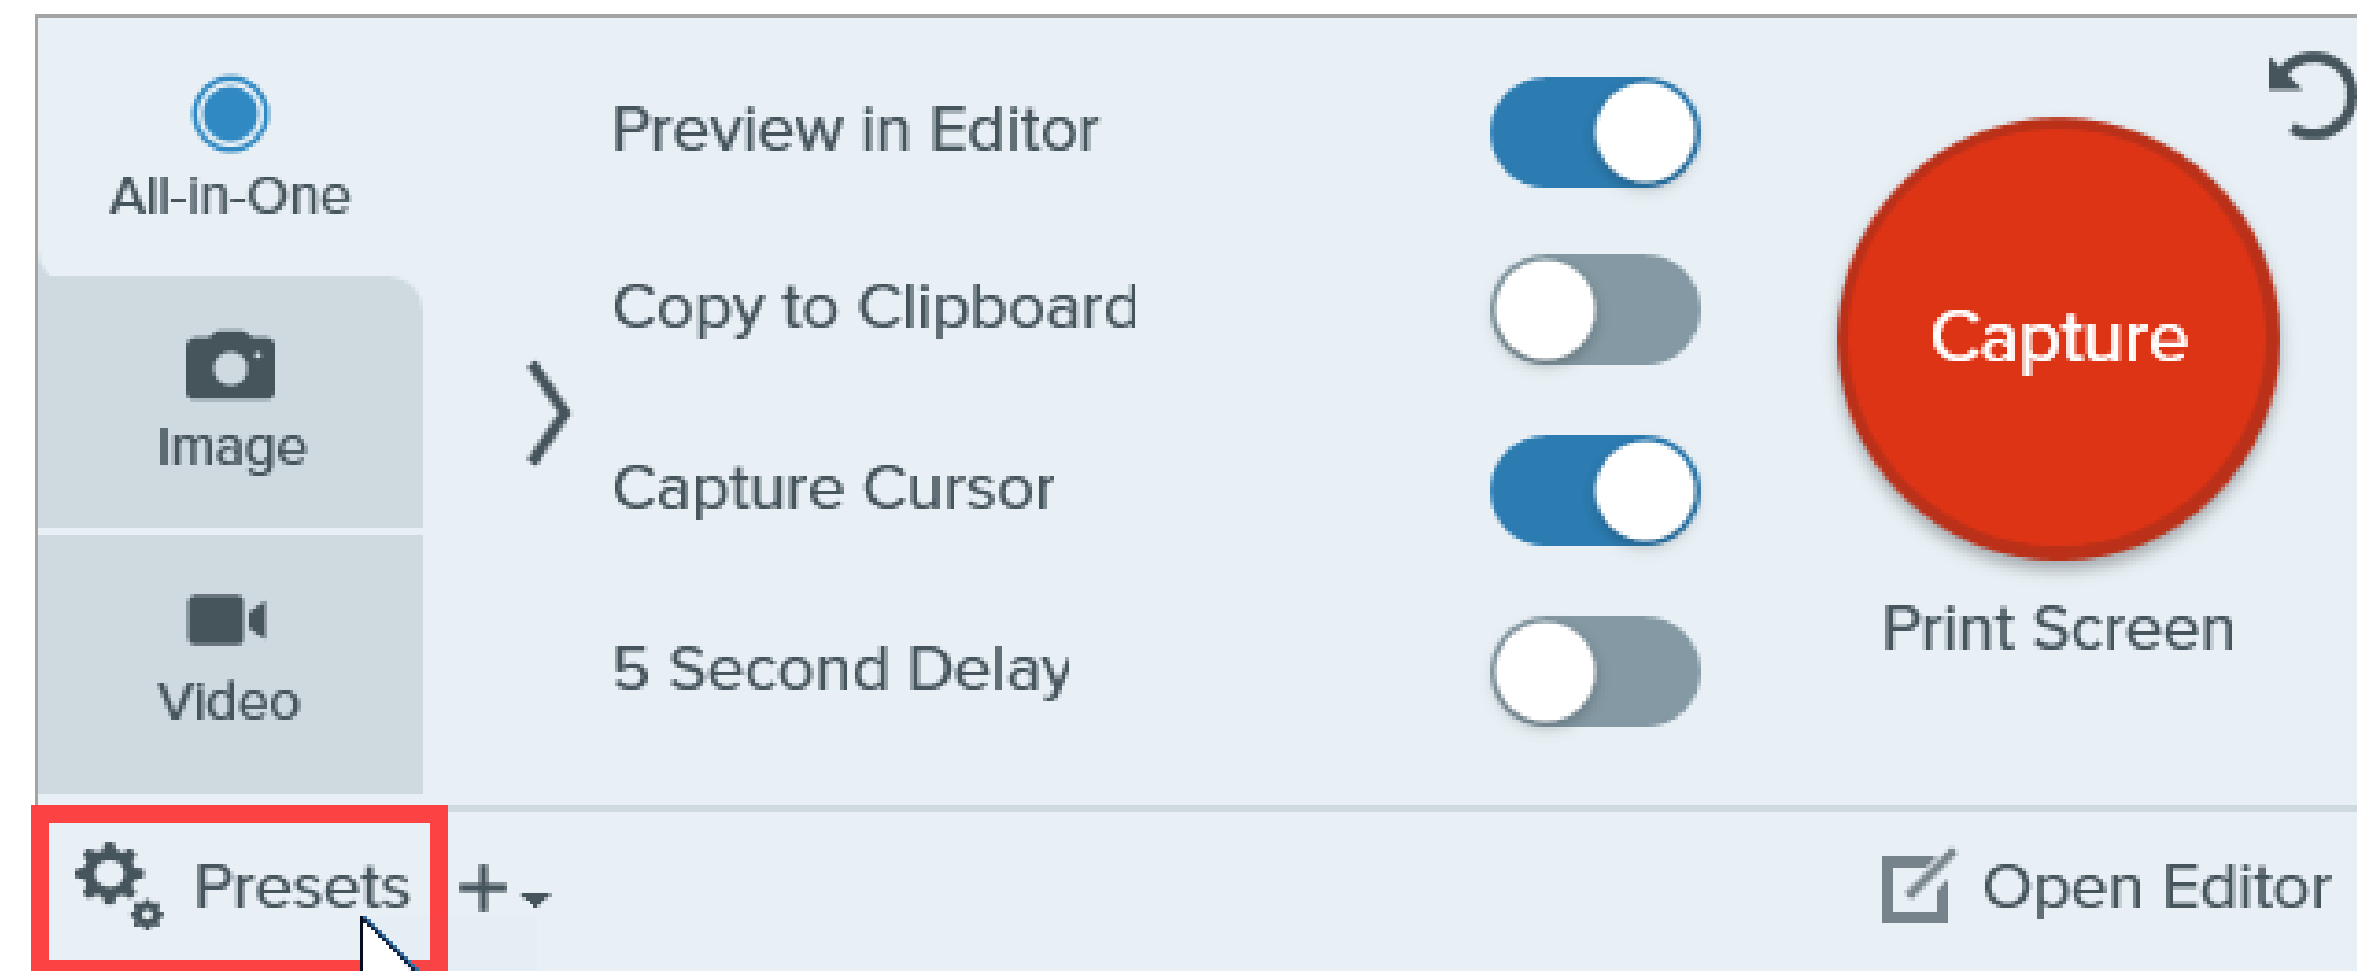 All-in-One
Image
Video
Preview in Editor
Copy to Clipboard
Capture Cursor
5 Second Delay
Capture
Print Screen
Presets
Open Editor